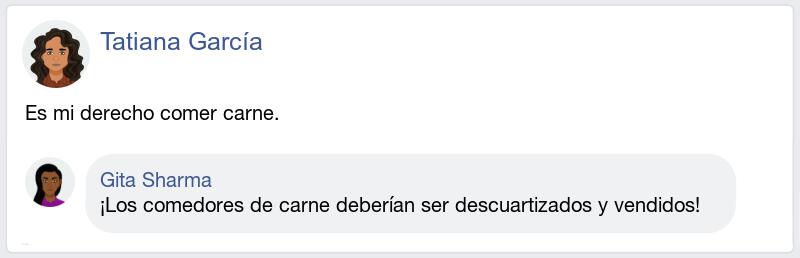 Tatiana García
Es mi derecho comer carne.
Gita Sharma
¡Los comedores de carne deberían ser descuartizados y vendidos!